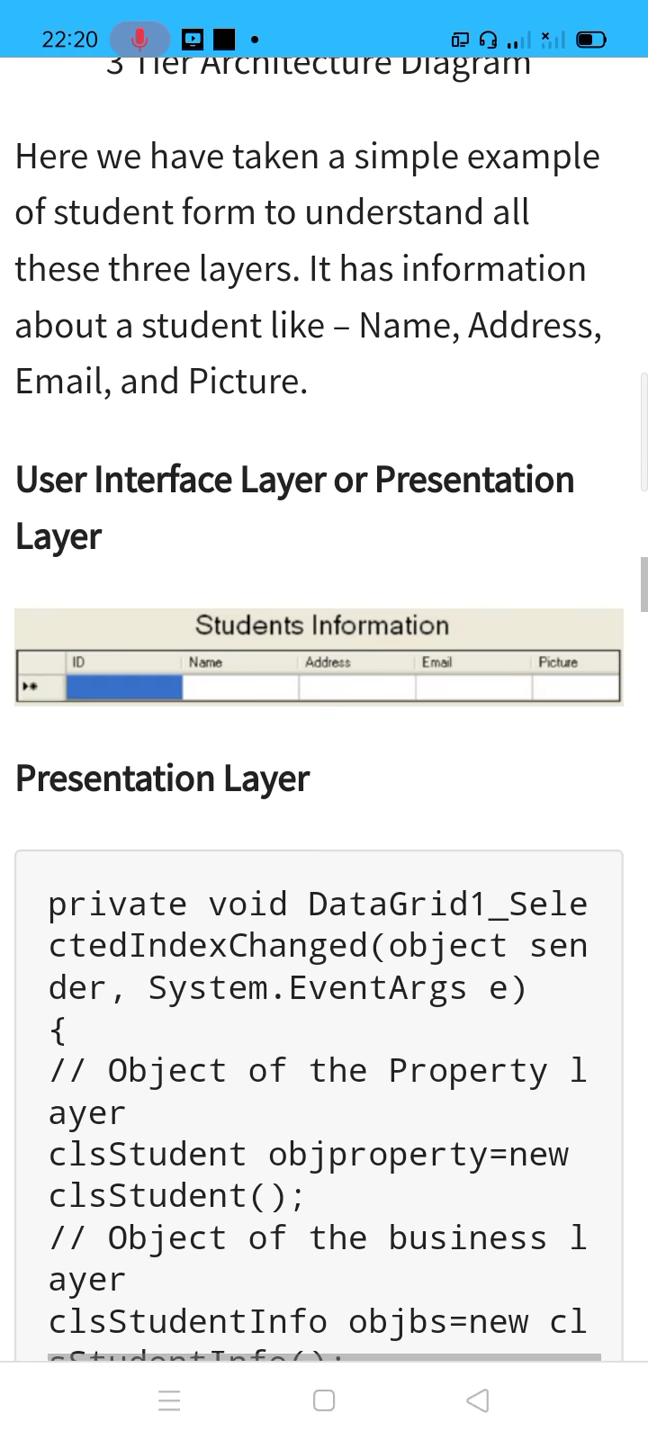 22:20
3 Tier Architecture Diagram
Here we have taken a simple example
of student form to understand all
these three layers. It has information
about a student like – Name, Address,
Email, and Picture.
User Interface Layer or Presentation
Layer
Students Information
ID Name Address Email Picture
Presentation Layer
private void DataGrid1_Sele
ctedIndexChanged(object sen
der, System.EventArgs e)
{
// Object of the Property l
ayer
clsStudent objproperty=new
clsStudent();
// Object of the business l
ayer
clsStudentInfo objbs=new cl
sStudentInfo();